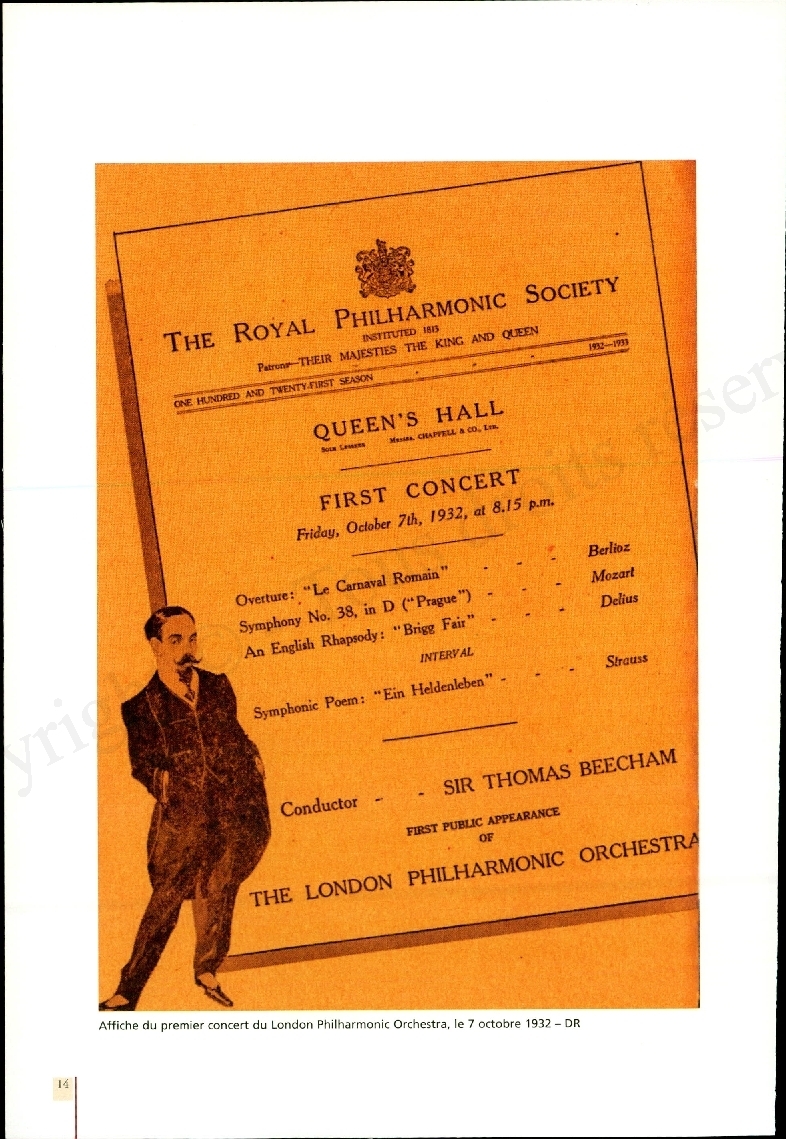 THE ROYAL PHILHARMONIC SOCIETY
INSTITUTED 1813
Patrons—THEIR MAJESTIES THE KING AND QUEEN
ONE HUNDRED AND TWENTY-FIRST SEASON 1932—1933
QUEEN'S HALL
SOLE LESSEES MESSRS. CHAPPELL & CO., LTD.
FIRST CONCERT
Friday, October 7th, 1932, at 8.15 p.m.
Overture: "Le Carnaval Romain" - - - Berlioz
Symphony No. 38, in D ("Prague") - - - Mozart
An English Rhapsody: "Brigg Fair" - - - Delius
INTERVAL
Symphonic Poem: "Ein Heldenleben" - - - Strauss
Conductor - - SIR THOMAS BEECHAM
FIRST PUBLIC APPEARANCE
OF
THE LONDON PHILHARMONIC ORCHESTRA
Affiche du premier concert du London Philharmonic Orchestra, le 7 octobre 1932 – DR
14